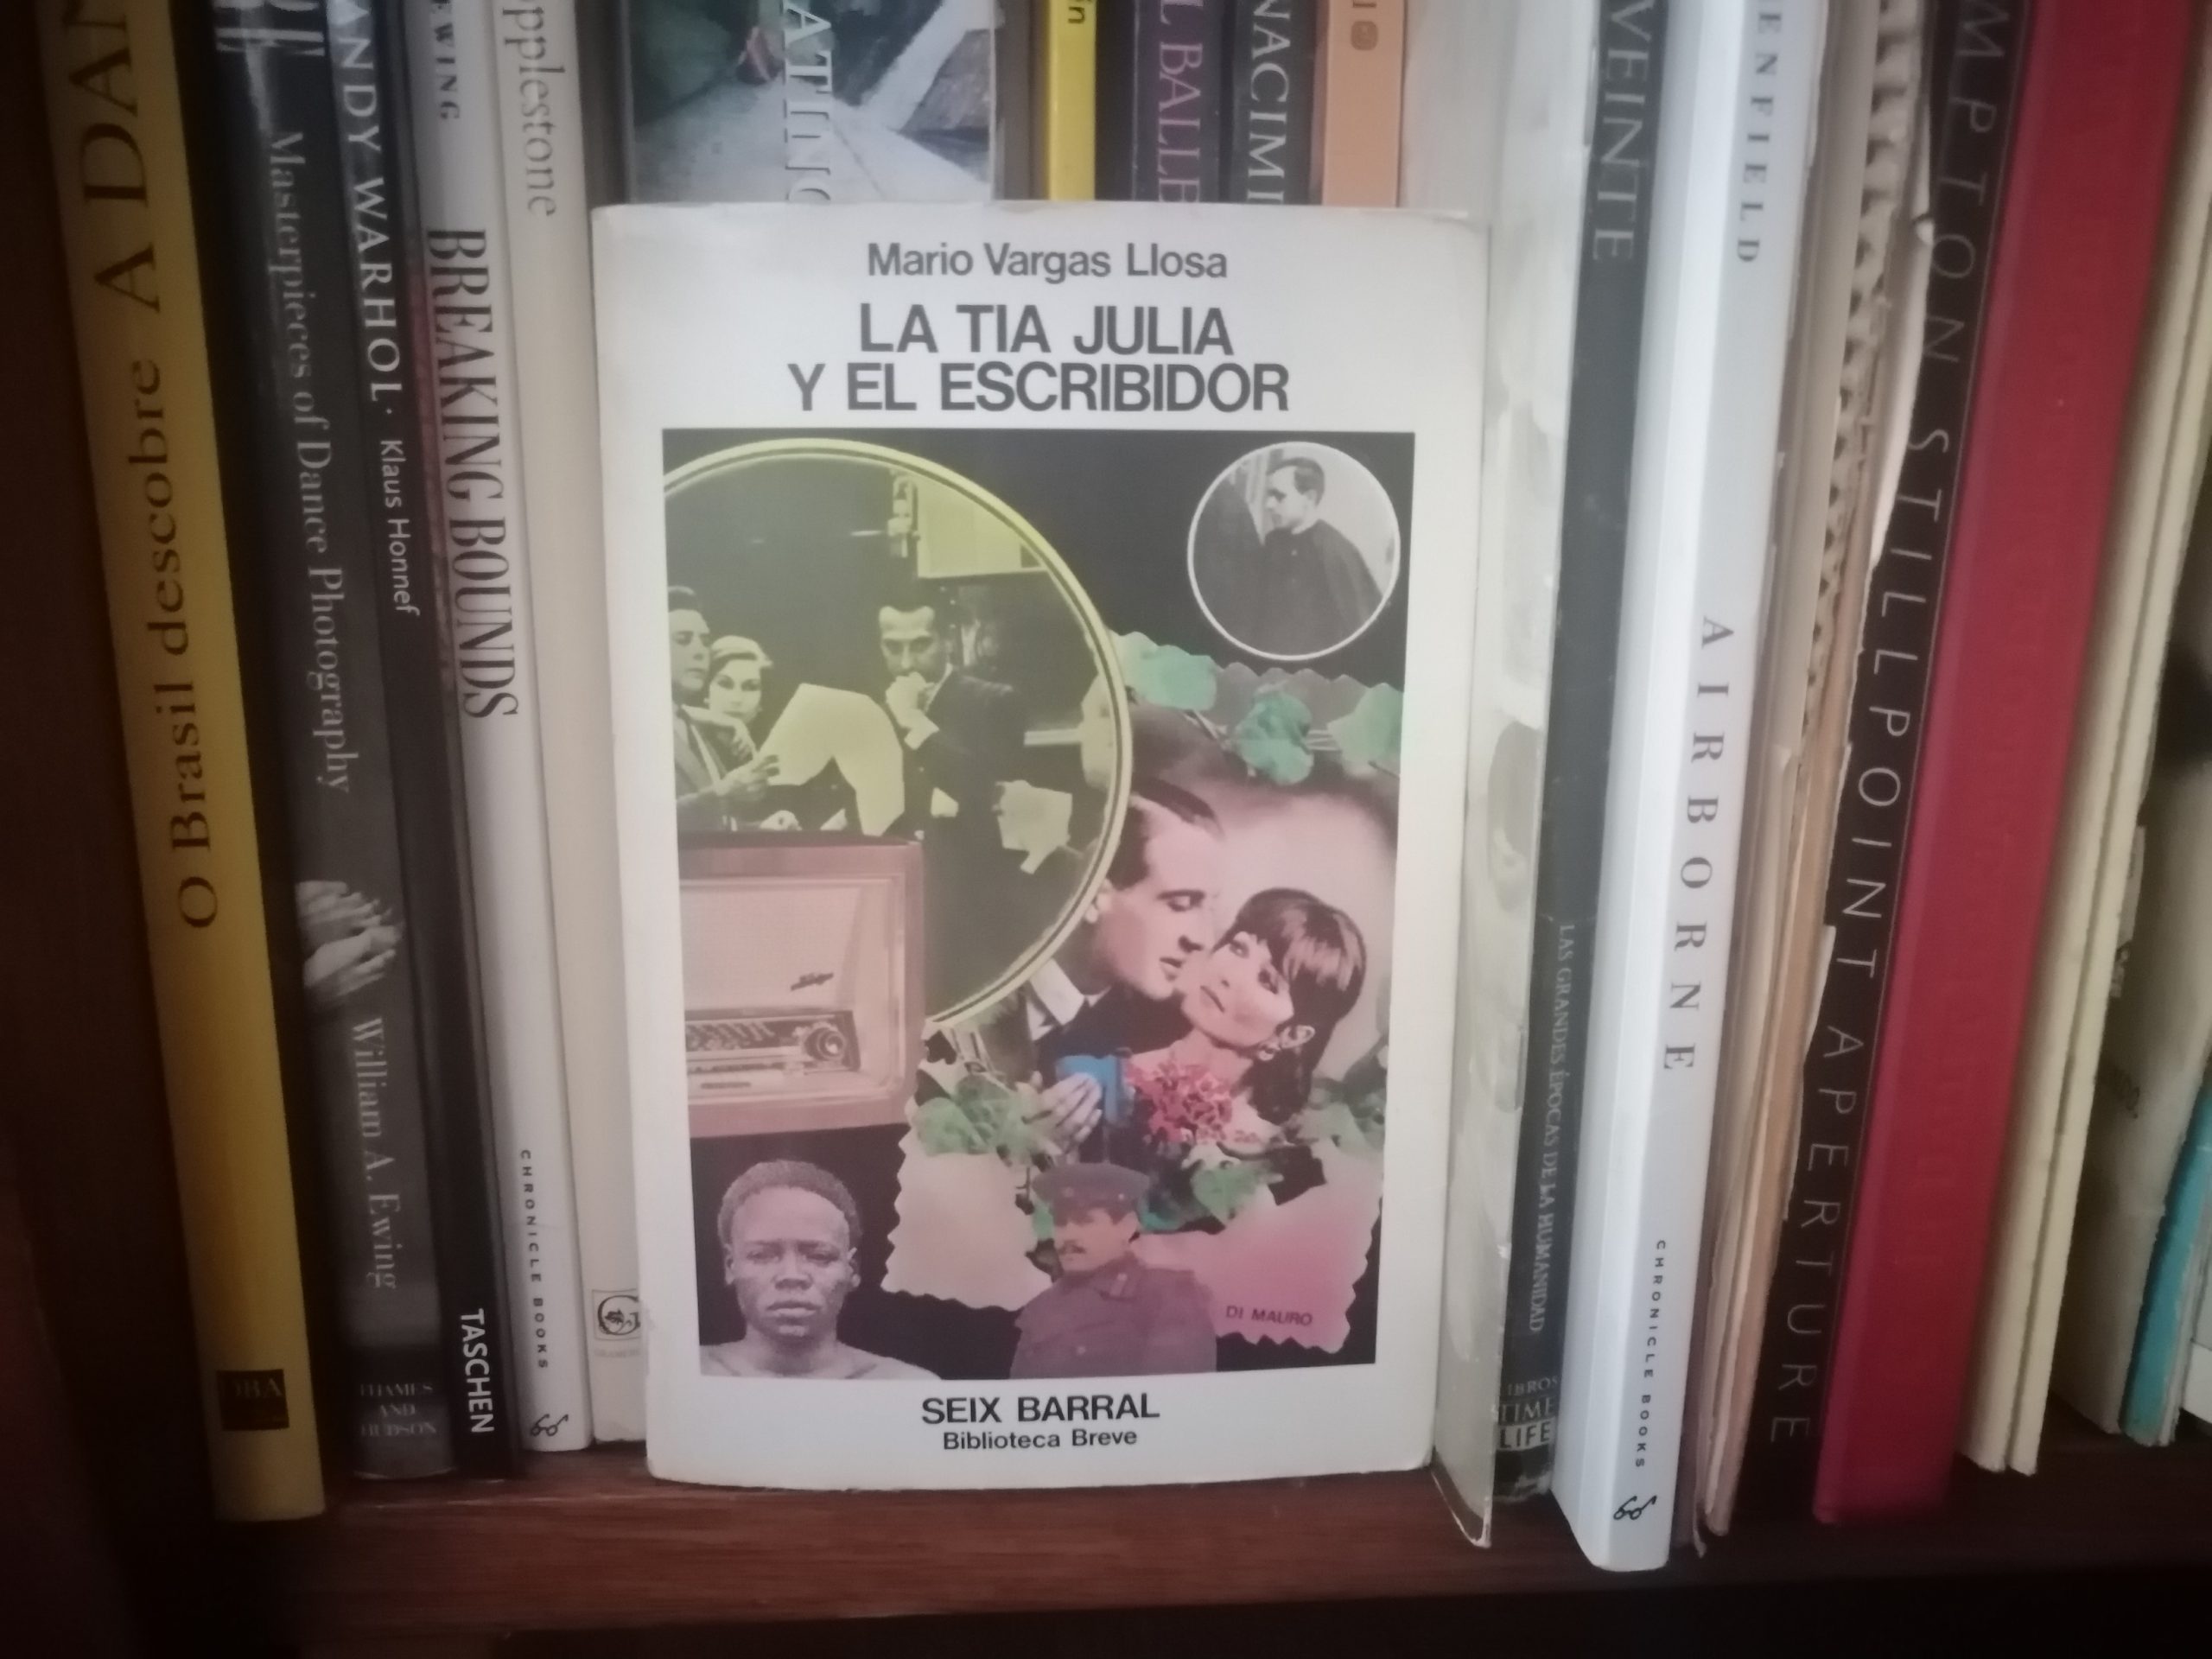 O Brasil descobre A
Masterpieces of Dance Photography
William A. Ewing
THAMES
AND
HUDSON
ANDY WARHOL · Klaus Honnef
TASCHEN
EWING
BREAKING BOUNDS
CHRONICLE BOOKS
pplestone
Mario Vargas Llosa
LA TIA JULIA
Y EL ESCRIBIDOR
DI MAURO
SEIX BARRAL
Biblioteca Breve
VEINTE
LAS GRANDES ÉPOCAS DE LA HUMANIDAD
LIBROS
TIME
LIFE
ENFIELD
AIRBORNE
CHRONICLE BOOKS
MPTON STILLPOINT APERTURE